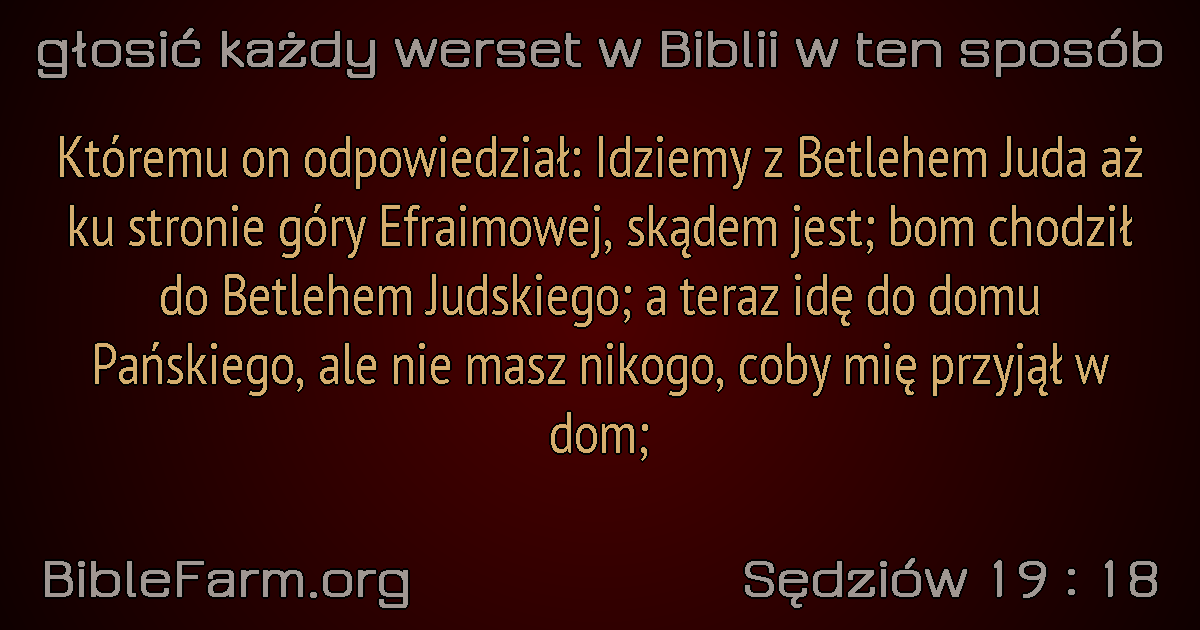 głosić każdy werset w Biblii w ten sposób
Któremu on odpowiedział: Idziemy z Betlehem Juda aż
ku stronie góry Efraimowej, skądem jest; bom chodził
do Betlehem Judskiego; a teraz idę do domu
Pańskiego, ale nie masz nikogo, coby mię przyjął w
dom;
BibleFarm.org
Sędziów 19 : 18